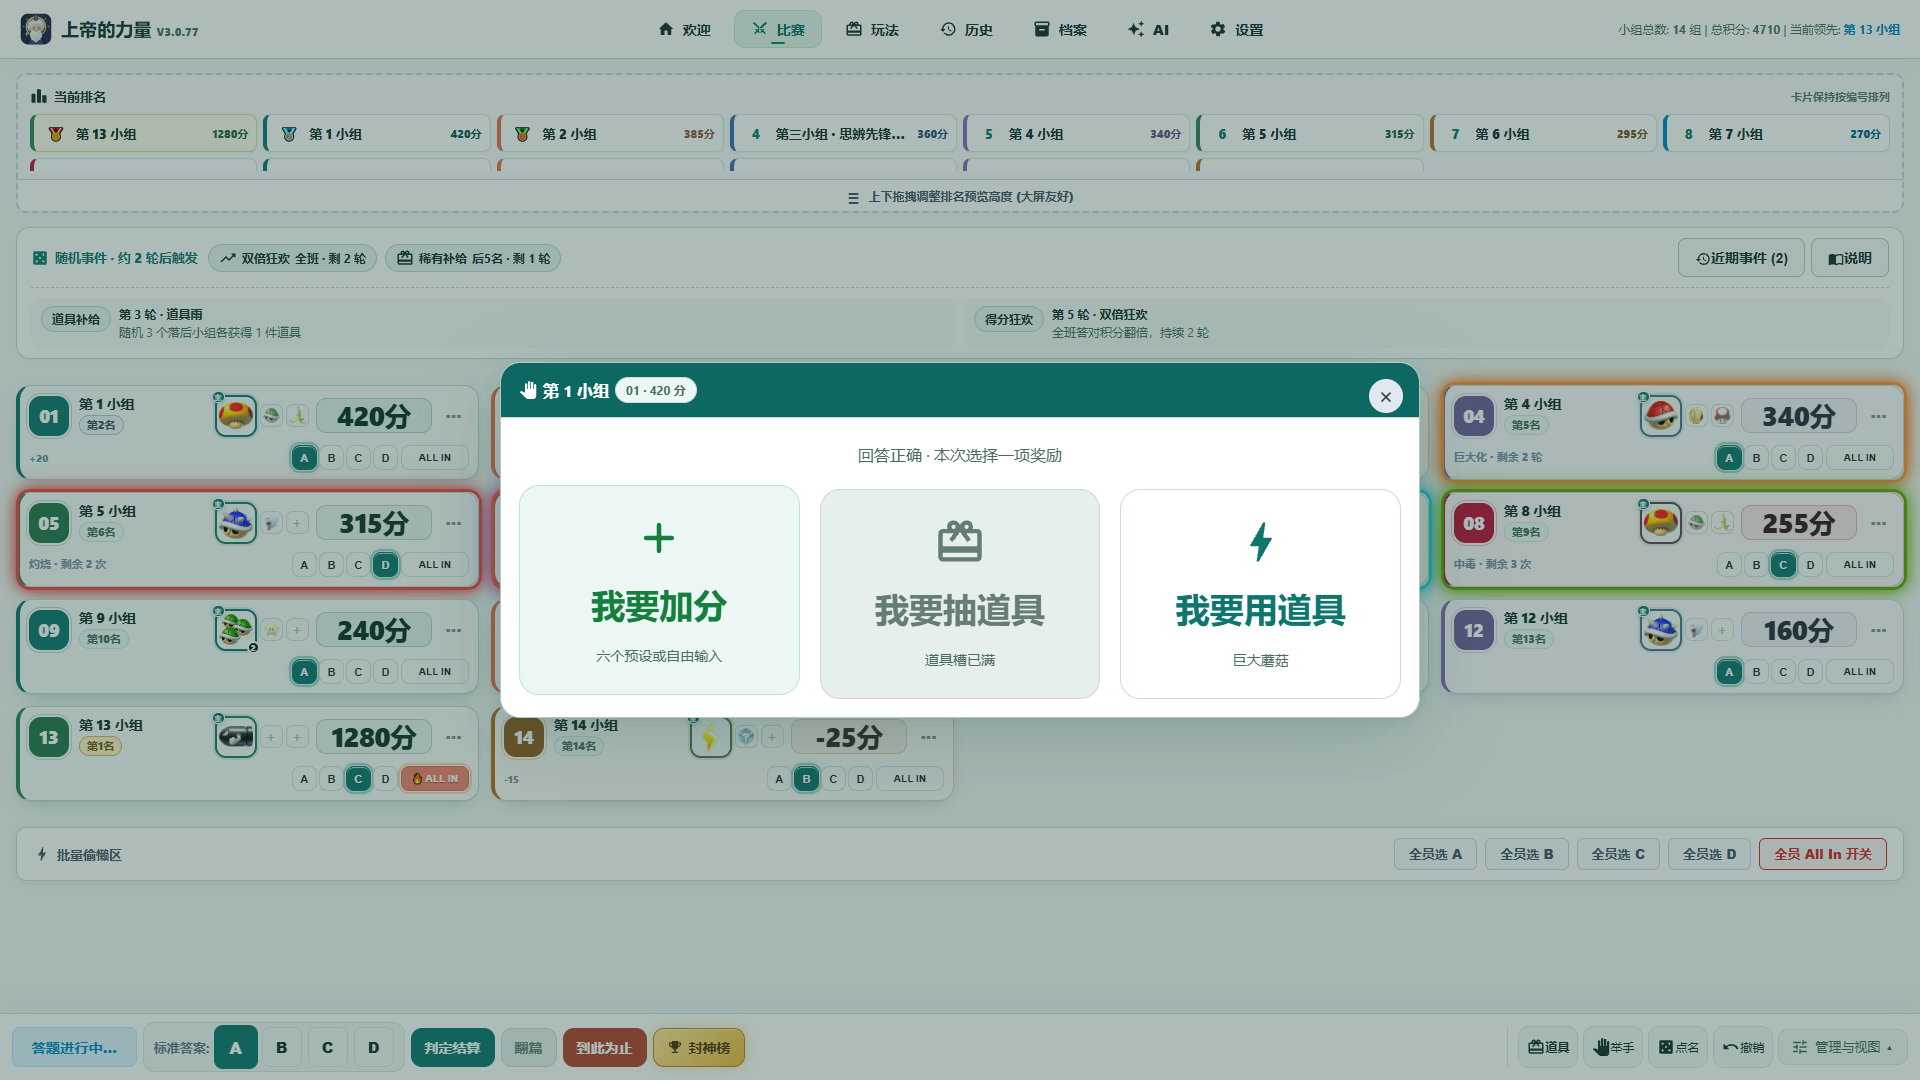 上帝的力量 V3.0.77
欢迎
比赛
玩法
历史
档案
AI
设置
小组总数: 14 组 | 总积分: 4710 | 当前领先: 第 13 小组
当前排名
卡片保持按编号排列
第 13 小组 1280分
第 1 小组 420分
第 2 小组 385分
4 第三小组 · 思辨先锋... 360分
5 第 4 小组 340分
6 第 5 小组 315分
7 第 6 小组 295分
8 第 7 小组 270分
上下拖拽调整排名预览高度 (大屏友好)
随机事件 · 约 2 轮后触发
双倍狂欢 全班 · 剩 2 轮
稀有补给 后5名 · 剩 1 轮
近期事件 (2)
说明
道具补给
第 3 轮 · 道具雨
随机 3 个落后小组各获得 1 件道具
得分狂欢
第 5 轮 · 双倍狂欢
全班答对积分翻倍，持续 2 轮
01
第 1 小组
第2名
420分
+20
A B C D ALL IN
第 1 小组 01 · 420 分
回答正确 · 本次选择一项奖励
我要加分
六个预设或自由输入
我要抽道具
道具槽已满
我要用道具
巨大蘑菇
04
第 4 小组
第5名
340分
巨大化 · 剩余 2 轮
A B C D ALL IN
05
第 5 小组
第6名
+
315分
灼烧 · 剩余 2 次
A B C D ALL IN
08
第 8 小组
第9名
255分
中毒 · 剩余 3 次
A B C D ALL IN
09
第 9 小组
第10名
2
+
240分
A B C D ALL IN
12
第 12 小组
第13名
+
160分
A B C D ALL IN
13
第 13 小组
第1名
+ +
1280分
A B C D ALL IN
14
第 14 小组
第14名
+
-25分
-15
A B C D ALL IN
批量偷懒区
全员选 A
全员选 B
全员选 C
全员选 D
全员 All In 开关
答题进行中...
标准答案: A B C D
判定结算
翻篇
到此为止
封神榜
道具
举手
点名
撤销
管理与视图